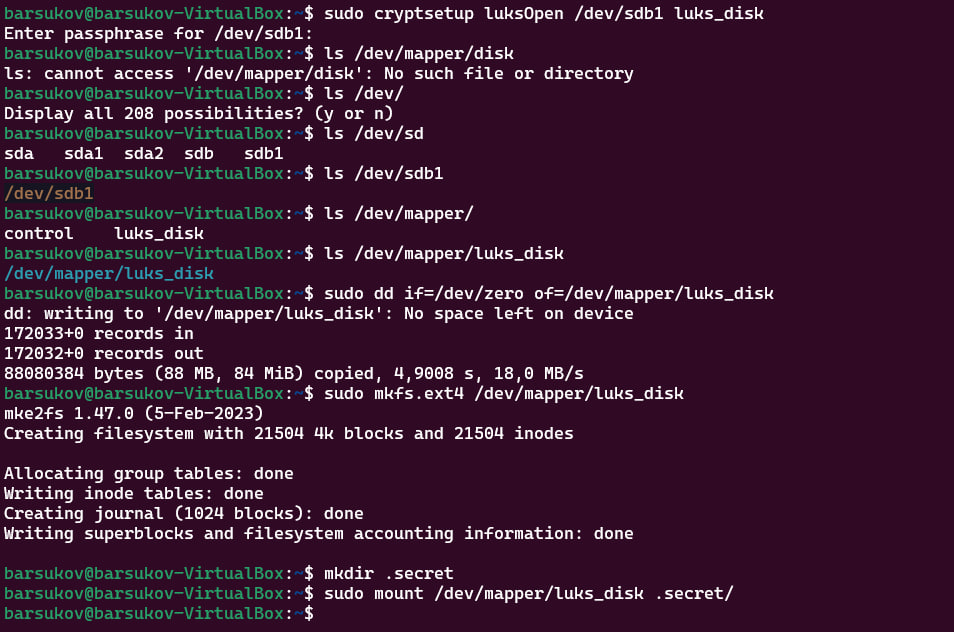 barsukov@barsukov-VirtualBox:~$ sudo cryptsetup luksOpen /dev/sdb1 luks_disk
Enter passphrase for /dev/sdb1:
barsukov@barsukov-VirtualBox:~$ ls /dev/mapper/disk
ls: cannot access '/dev/mapper/disk': No such file or directory
barsukov@barsukov-VirtualBox:~$ ls /dev/
Display all 208 possibilities? (y or n)
barsukov@barsukov-VirtualBox:~$ ls /dev/sd
sda   sda1  sda2  sdb   sdb1
barsukov@barsukov-VirtualBox:~$ ls /dev/sdb1
/dev/sdb1
barsukov@barsukov-VirtualBox:~$ ls /dev/mapper/
control    luks_disk
barsukov@barsukov-VirtualBox:~$ ls /dev/mapper/luks_disk
/dev/mapper/luks_disk
barsukov@barsukov-VirtualBox:~$ sudo dd if=/dev/zero of=/dev/mapper/luks_disk
dd: writing to '/dev/mapper/luks_disk': No space left on device
172033+0 records in
172032+0 records out
88080384 bytes (88 MB, 84 MiB) copied, 4,9008 s, 18,0 MB/s
barsukov@barsukov-VirtualBox:~$ sudo mkfs.ext4 /dev/mapper/luks_disk
mke2fs 1.47.0 (5-Feb-2023)
Creating filesystem with 21504 4k blocks and 21504 inodes

Allocating group tables: done
Writing inode tables: done
Creating journal (1024 blocks): done
Writing superblocks and filesystem accounting information: done

barsukov@barsukov-VirtualBox:~$ mkdir .secret
barsukov@barsukov-VirtualBox:~$ sudo mount /dev/mapper/luks_disk .secret/
barsukov@barsukov-VirtualBox:~$